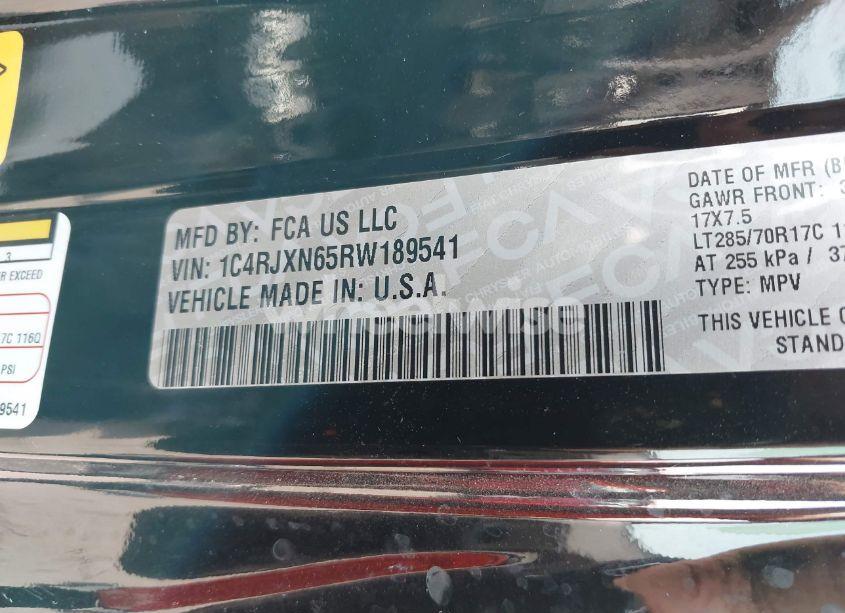 3
R EXCEED
7C 116Q
PSI
9541
MFD BY: FCA US LLC
VIN: 1C4RJXN65RW189541
VEHICLE MADE IN: U.S.A.
DATE OF MFR
GAWR FRONT:
17X7.5
LT285/70R17C
AT 255 kPa /
TYPE: MPV
THIS VEHICLE
STAND